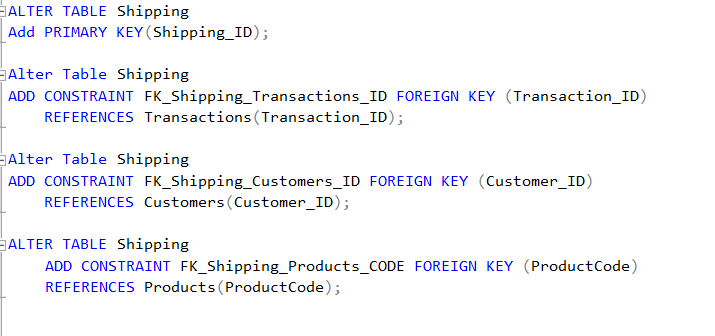 ALTER TABLE Shipping
Add PRIMARY KEY(Shipping_ID);
Alter Table Shipping
ADD CONSTRAINT FK_Shipping_Transactions_ID FOREIGN KEY (Transaction_ID)
REFERENCES Transactions(Transaction_ID);
Alter Table Shipping
ADD CONSTRAINT FK_Shipping_Customers_ID FOREIGN KEY (Customer_ID)
REFERENCES Customers(Customer_ID);
ALTER TABLE Shipping
ADD CONSTRAINT FK_Shipping_Products_CODE FOREIGN KEY (ProductCode)
REFERENCES Products(ProductCode);